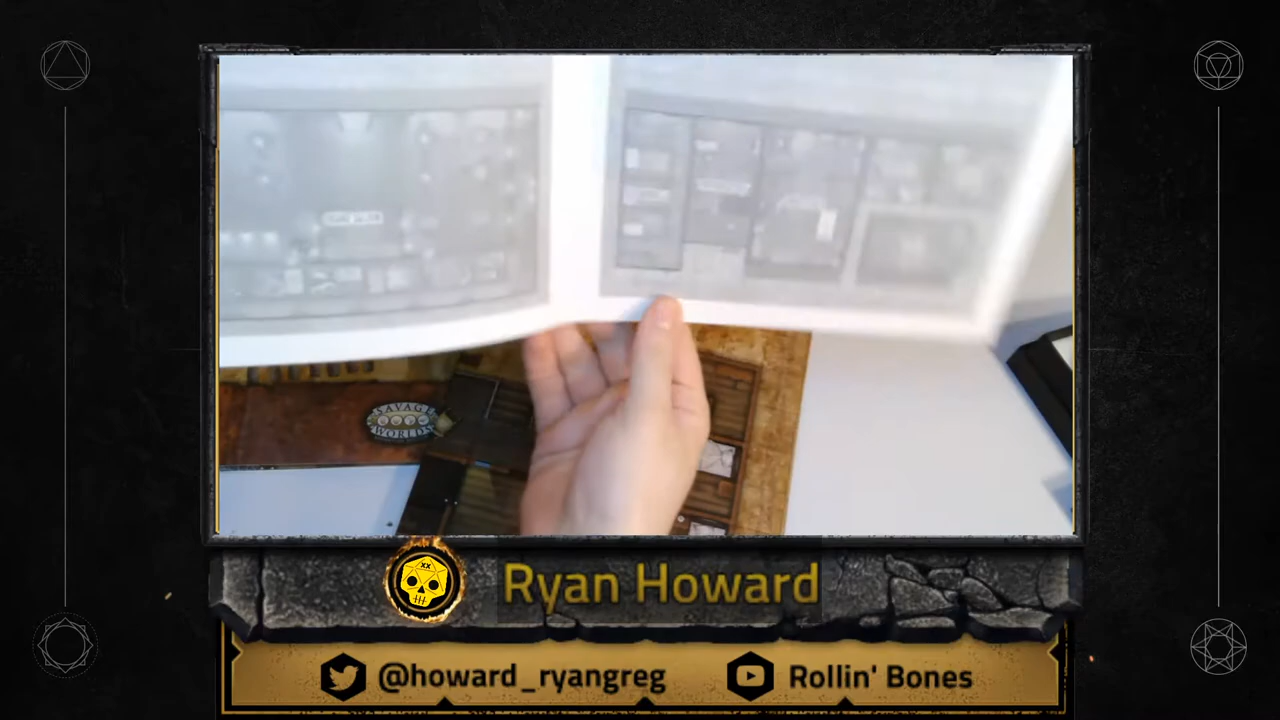 SAVAGE
WORLDS
Ryan Howard
@howard_ryangreg
Rollin' Bones